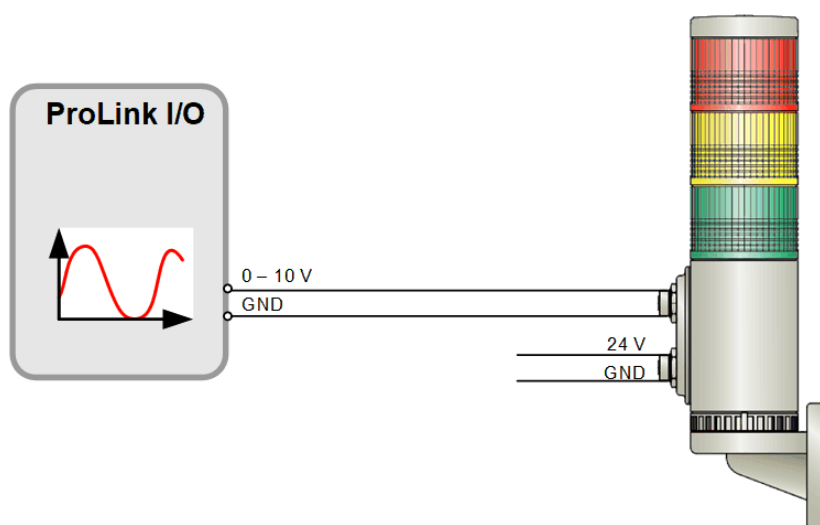 ProLink I/O
0 – 10 V
GND
24 V
GND